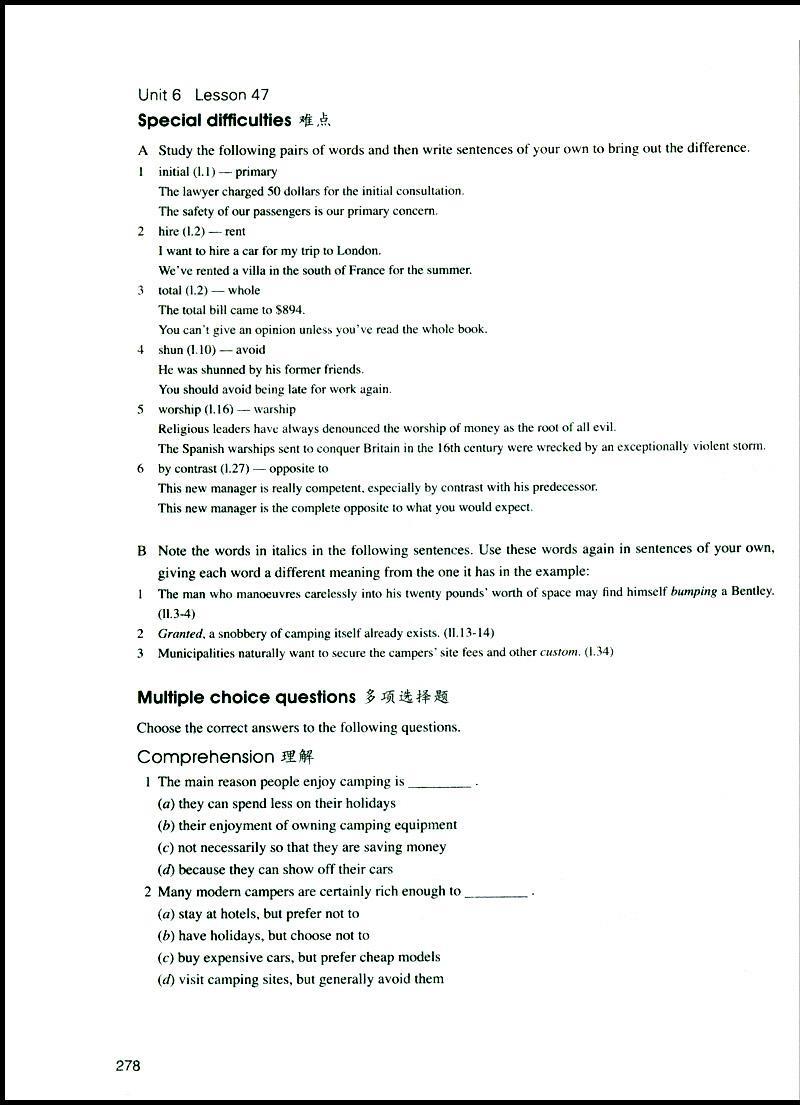 Unit 6 Lesson 47
Special difficulties 难点
A Study the following pairs of words and then write sentences of your own to bring out the difference.
1 initial (l.1) — primary
The lawyer charged 50 dollars for the initial consultation.
The safety of our passengers is our primary concern.
2 hire (l.2) — rent
I want to hire a car for my trip to London.
We've rented a villa in the south of France for the summer.
3 total (l.2) — whole
The total bill came to $894.
You can't give an opinion unless you've read the whole book.
4 shun (l.10) — avoid
He was shunned by his former friends.
You should avoid being late for work again.
5 worship (l.16) — warship
Religious leaders have always denounced the worship of money as the root of all evil.
The Spanish warships sent to conquer Britain in the 16th century were wrecked by an exceptionally violent storm.
6 by contrast (l.27) — opposite to
This new manager is really competent, especially by contrast with his predecessor.
This new manager is the complete opposite to what you would expect.
B Note the words in italics in the following sentences. Use these words again in sentences of your own,
giving each word a different meaning from the one it has in the example:
1 The man who manoeuvres carelessly into his twenty pounds' worth of space may find himself bumping a Bentley.
(ll.3-4)
2 Granted, a snobbery of camping itself already exists. (ll.13-14)
3 Municipalities naturally want to secure the campers' site fees and other custom. (l.34)
Multiple choice questions 多项选择题
Choose the correct answers to the following questions.
Comprehension 理解
1 The main reason people enjoy camping is ________ .
(a) they can spend less on their holidays
(b) their enjoyment of owning camping equipment
(c) not necessarily so that they are saving money
(d) because they can show off their cars
2 Many modern campers are certainly rich enough to ________ .
(a) stay at hotels, but prefer not to
(b) have holidays, but choose not to
(c) buy expensive cars, but prefer cheap models
(d) visit camping sites, but generally avoid them
278